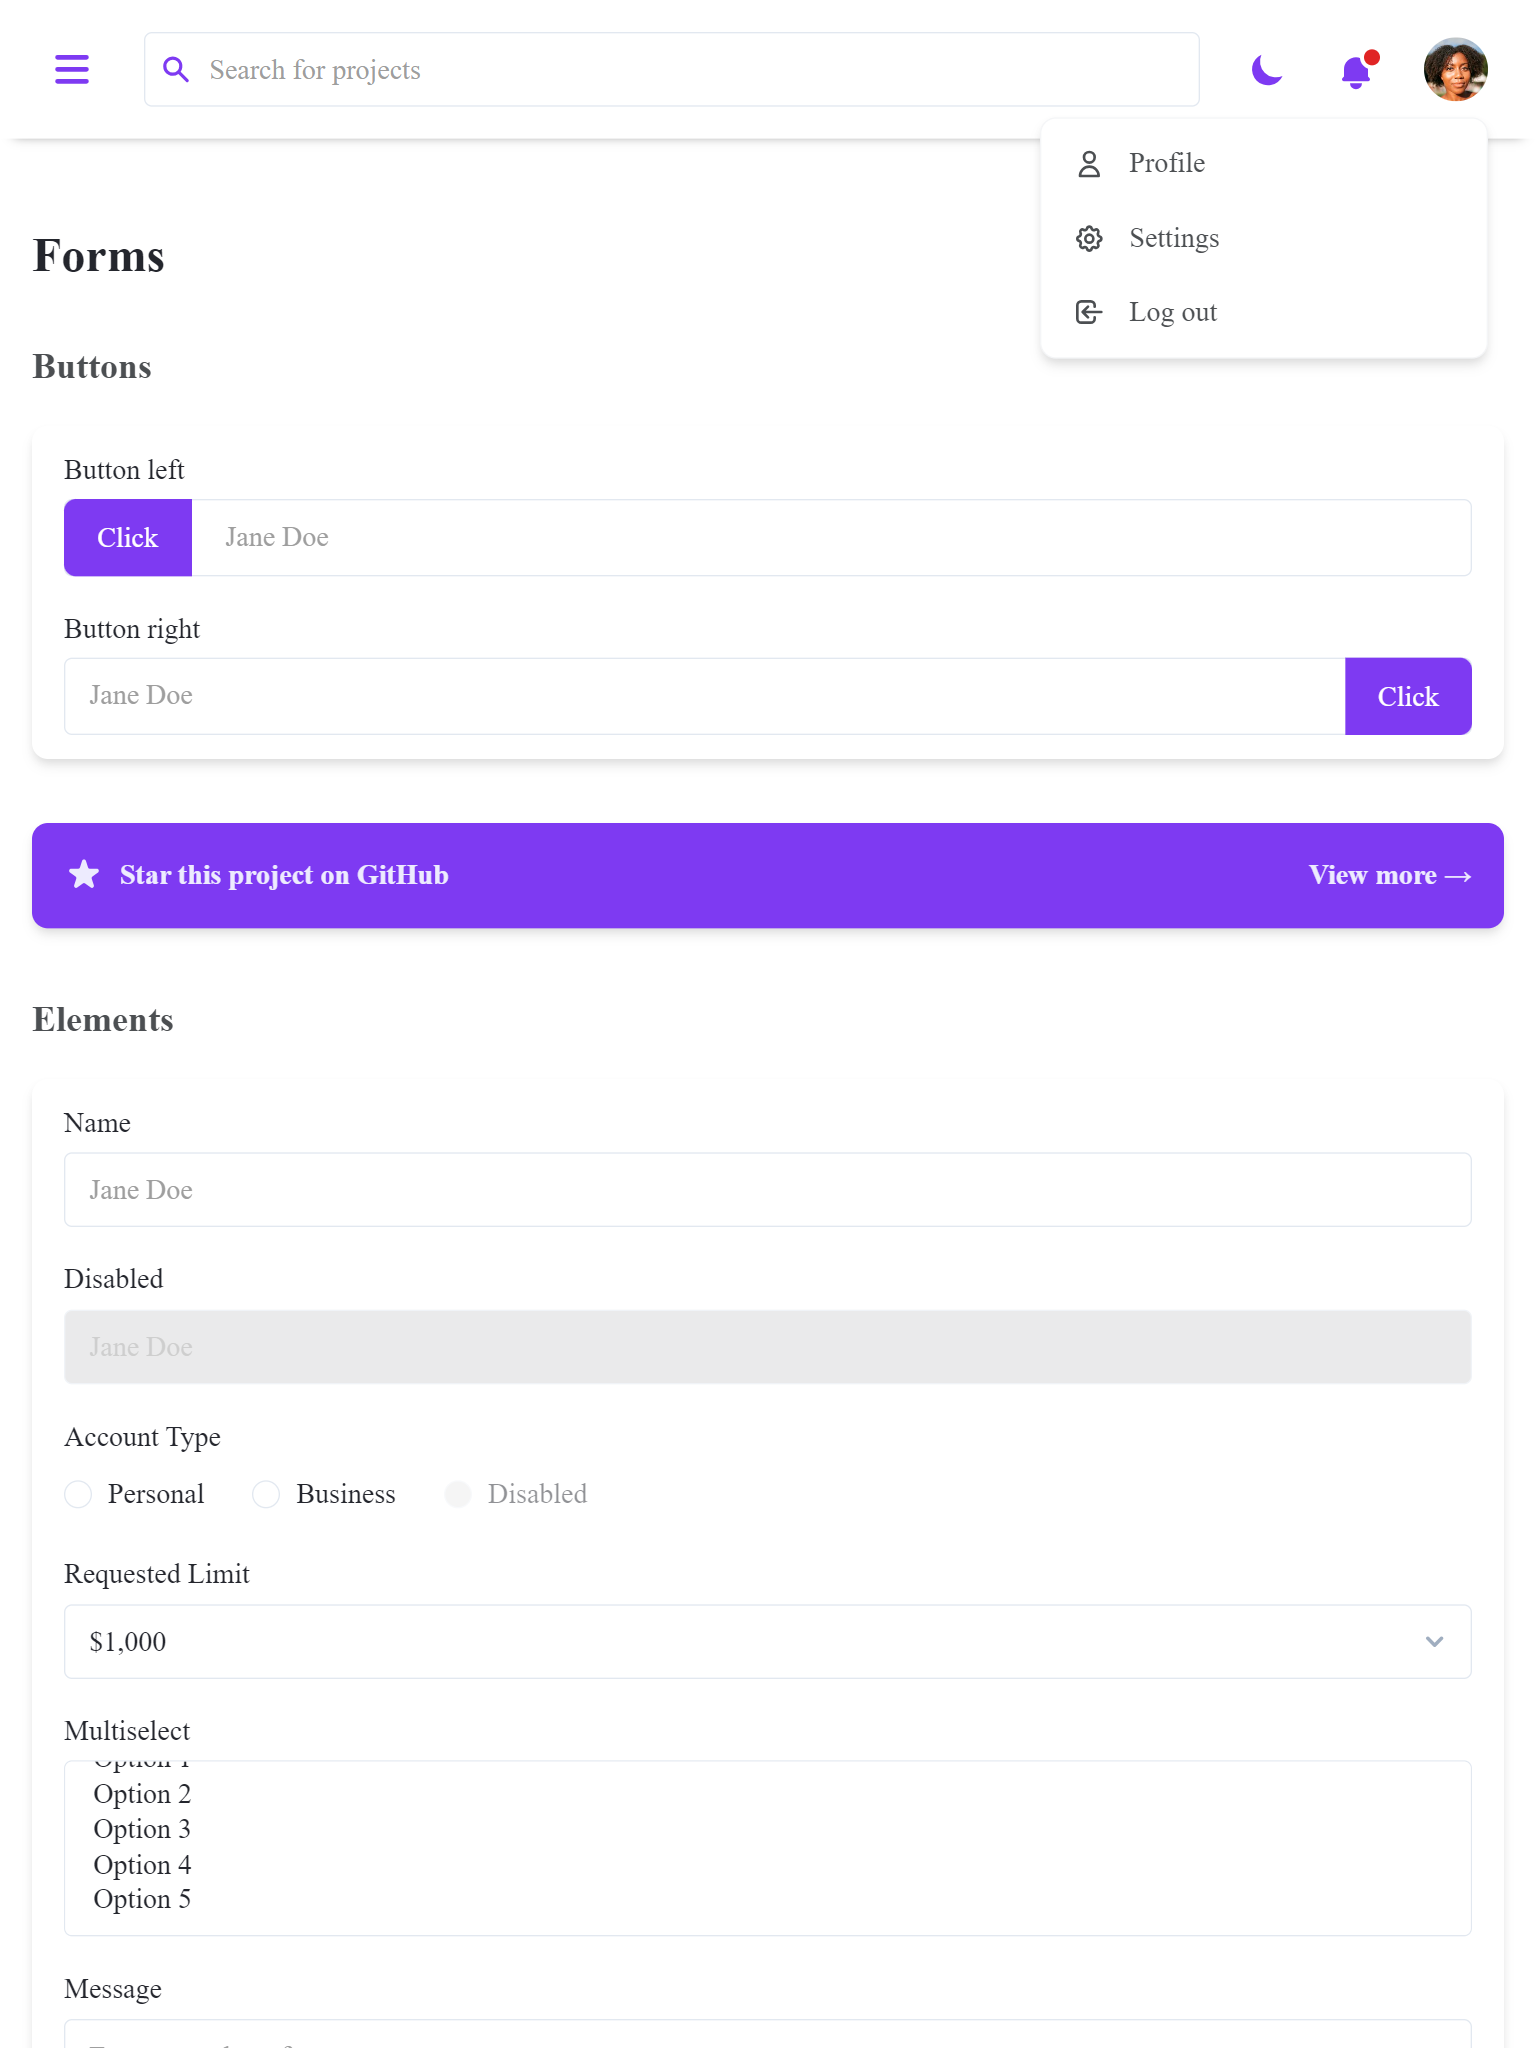 Search for projects
Profile
Settings
Log out
Forms
Buttons
Button left
Click
Jane Doe
Button right
Jane Doe
Click
Star this project on GitHub
View more →
Elements
Name
Jane Doe
Disabled
Jane Doe
Account Type
Personal
Business
Disabled
Requested Limit
$1,000
Multiselect
Option 1
Option 2
Option 3
Option 4
Option 5
Message